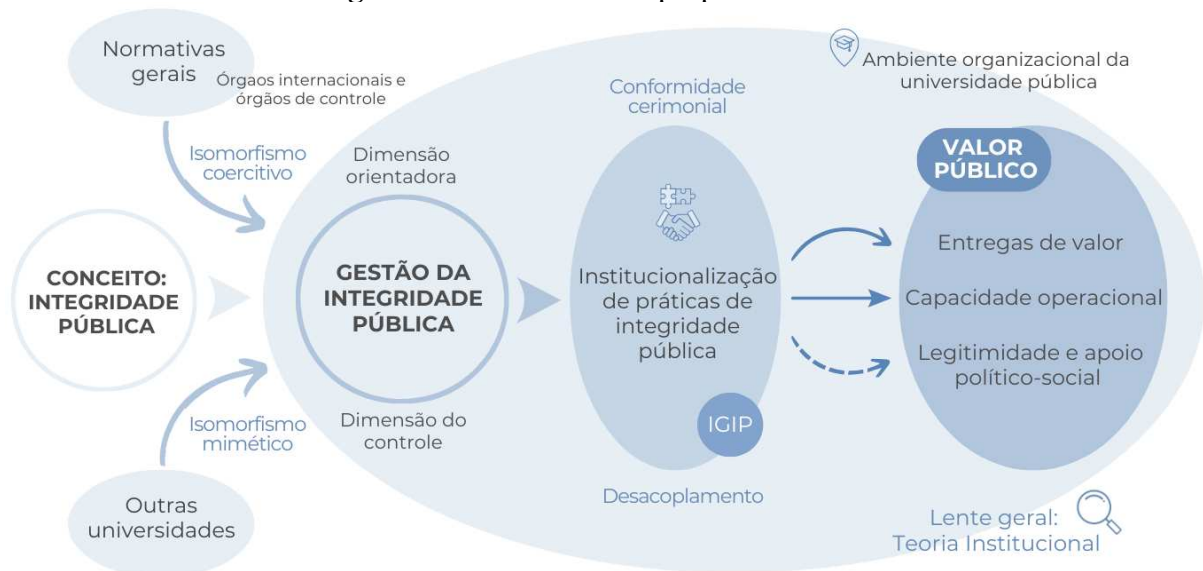 Normativas
gerais
Órgaos internacionais e
órgãos de controle
Isomorfismo
coercitivo
CONCEITO:
INTEGRIDADE
PÚBLICA
Isomorfismo
mimético
Outras
universidades
Dimensão
orientadora
GESTÃO DA
INTEGRIDADE
PÚBLICA
Dimensão do
controle
Conformidade
cerimonial
Institucionalização
de práticas de
integridade
pública
IGIP
Desacoplamento
Ambiente organizacional da
universidade pública
VALOR
PÚBLICO
Entregas de valor
Capacidade operacional
Legitimidade e apoio
político-social
Lente geral:
Teoria Institucional